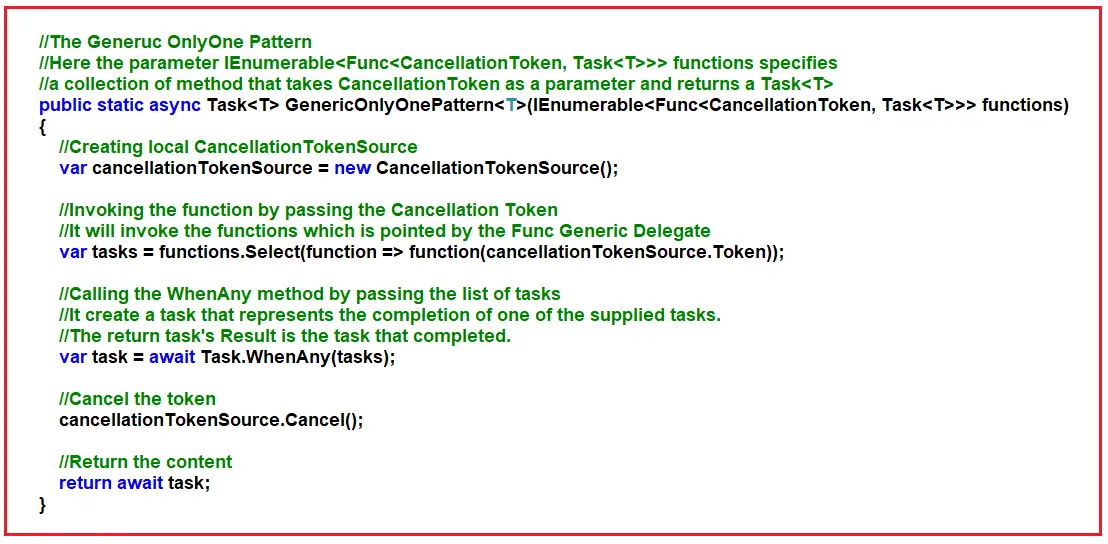 //The Generuc OnlyOne Pattern
//Here the parameter IEnumerable<Func<CancellationToken, Task<T>>> functions specifies
//a collection of method that takes CancellationToken as a parameter and returns a Task<T>
public static async Task<T> GenericOnlyOnePattern<T>(IEnumerable<Func<CancellationToken, Task<T>>> functions)
{
//Creating local CancellationTokenSource
var cancellationTokenSource = new CancellationTokenSource();
//Invoking the function by passing the Cancellation Token
//It will invoke the functions which is pointed by the Func Generic Delegate
var tasks = functions.Select(function => function(cancellationTokenSource.Token));
//Calling the WhenAny method by passing the list of tasks
//It create a task that represents the completion of one of the supplied tasks.
//The return task's Result is the task that completed.
var task = await Task.WhenAny(tasks);
//Cancel the token
cancellationTokenSource.Cancel();
//Return the content
return await task;
}